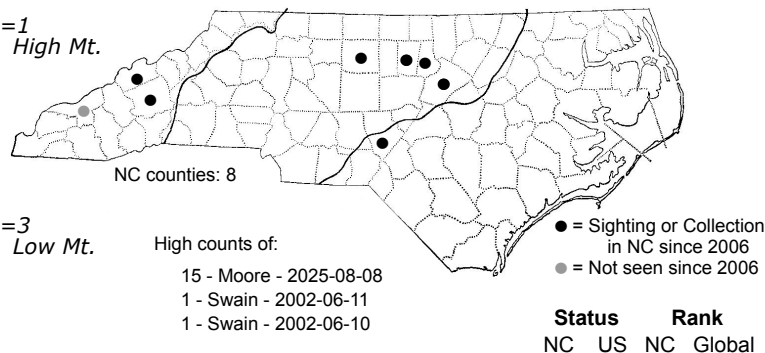 =1
High Mt.
NC counties: 8
=3
Low Mt.
High counts of:
15 - Moore - 2025-08-08
1 - Swain - 2002-06-11
1 - Swain - 2002-06-10
● = Sighting or Collection
in NC since 2006
● = Not seen since 2006
Status Rank
NC US NC Global